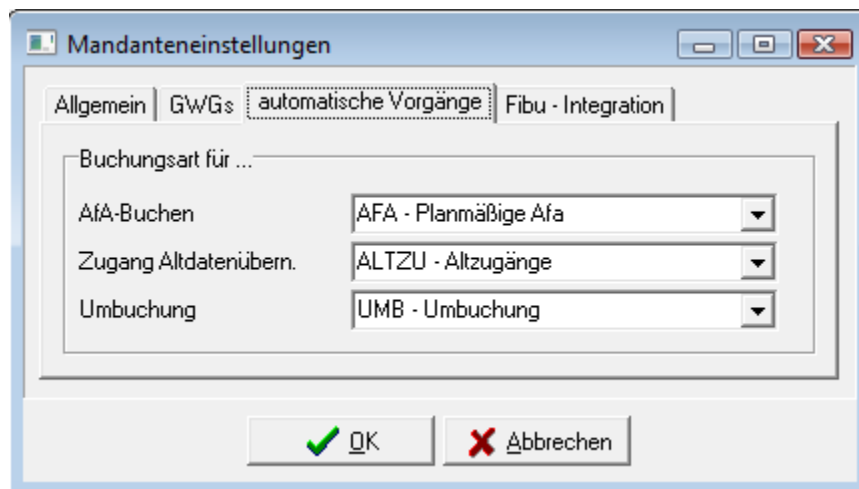 Mandanteneinstellungen
Allgemein GWGs automatische Vorgänge Fibu - Integration
Buchungsart für ...
AfA-Buchen AFA - Planmäßige Afa
Zugang Altdatenübern. ALTZU - Altzugänge
Umbuchung UMB - Umbuchung
OK Abbrechen